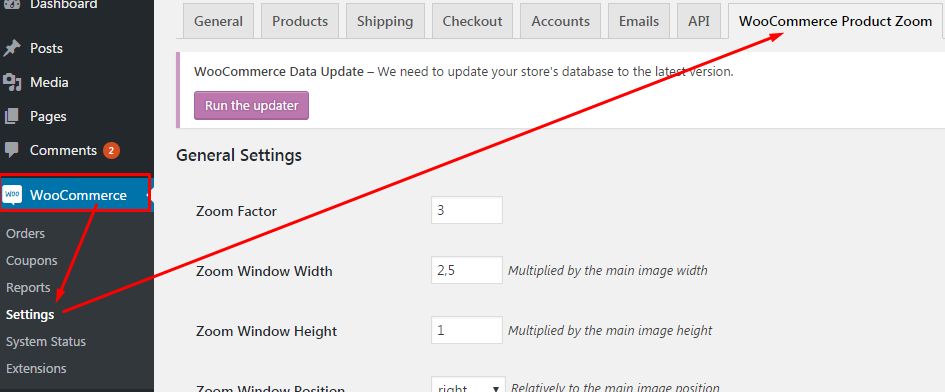 Dashboard
Posts
Media
Pages
Comments 2
Woo WooCommerce
Orders
Coupons
Reports
Settings
System Status
Extensions
General Products Shipping Checkout Accounts Emails API WooCommerce Product Zoom
WooCommerce Data Update – We need to update your store's database to the latest version.
Run the updater
General Settings
Zoom Factor 3
Zoom Window Width 2,5 Multiplied by the main image width
Zoom Window Height 1 Multiplied by the main image height
Zoom Window Position right Relatively to the main image position